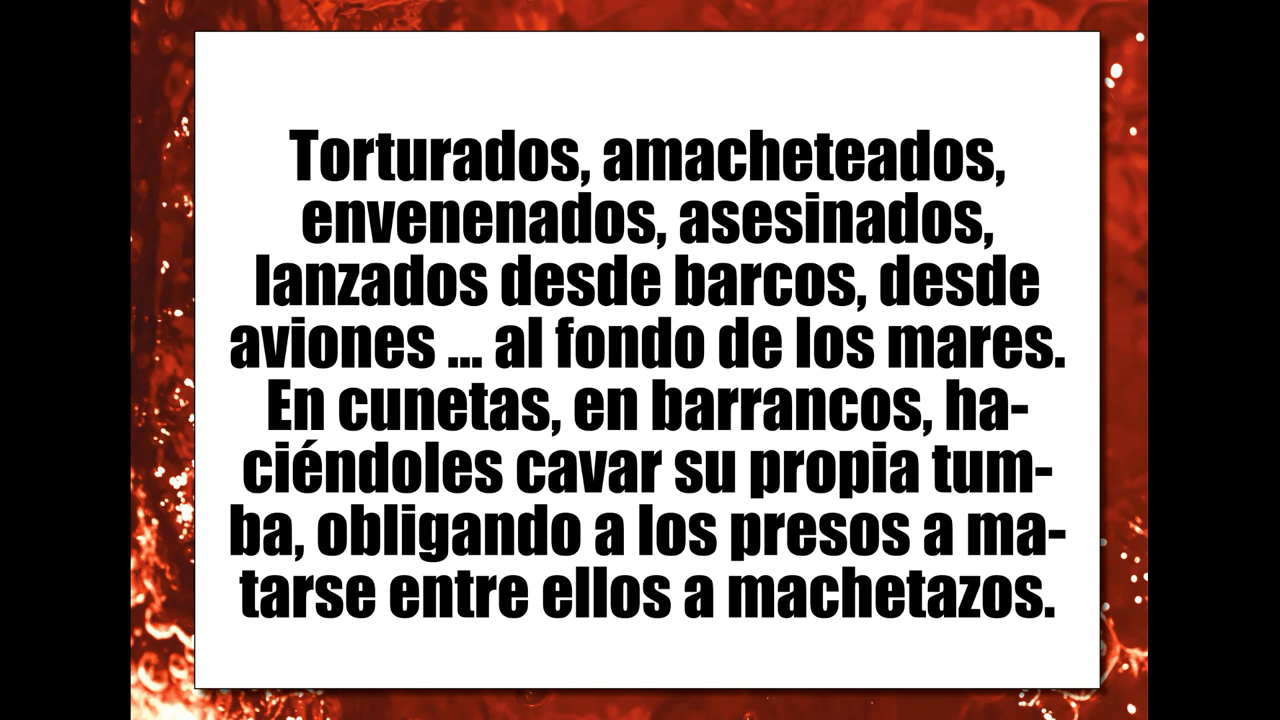 Torturados, amacheteados,
envenenados, asesinados,
lanzados desde barcos, desde
aviones ... al fondo de los mares.
En cunetas, en barrancos, ha-
ciéndoles cavar su propia tum-
ba, obligando a los presos a ma-
tarse entre ellos a machetazos.